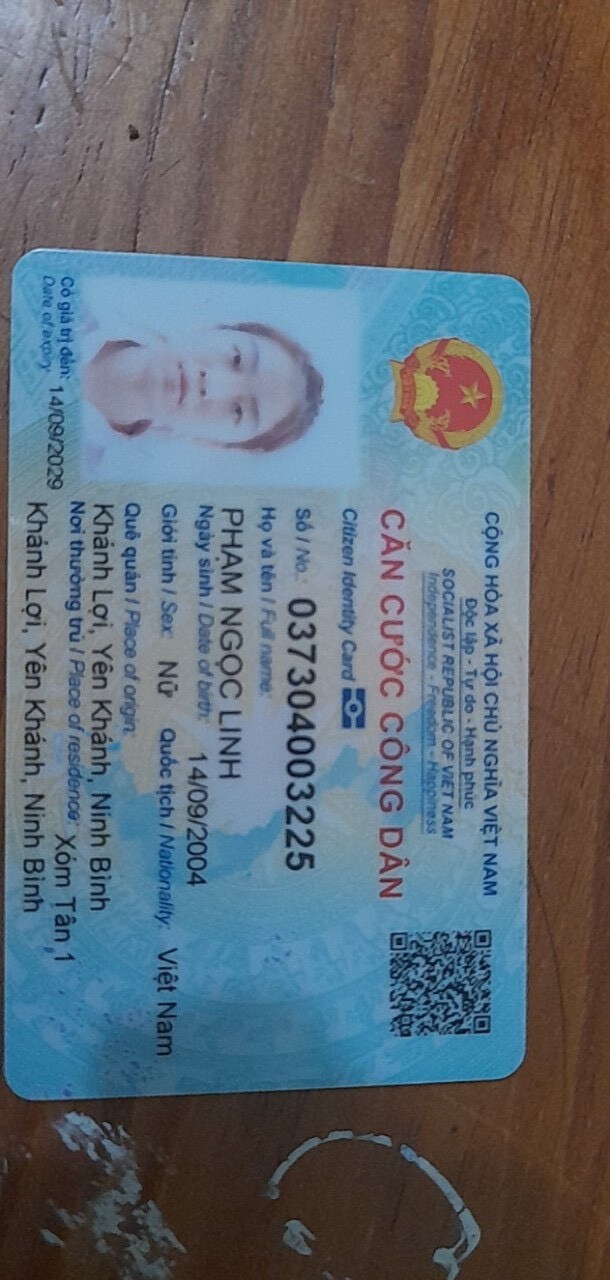 CỘNG HÒA XÃ HỘI CHỦ NGHĨA VIỆT NAM
Độc lập - Tự do - Hạnh phúc
SOCIALIST REPUBLIC OF VIET NAM
Independence - Freedom - Happiness
CĂN CƯỚC CÔNG DÂN
Citizen Identity Card
Số / No.: 037304003225
Họ và tên / Full name:
PHẠM NGỌC LINH
Ngày sinh / Date of birth: 14/09/2004
Giới tính / Sex: Nữ Quốc tịch / Nationality: Việt Nam
Quê quán / Place of origin:
Khánh Lợi, Yên Khánh, Ninh Bình
Nơi thường trú / Place of residence: Xóm Tân 1
Khánh Lợi, Yên Khánh, Ninh Bình
Có giá trị đến: 14/09/2029
Date of expiry